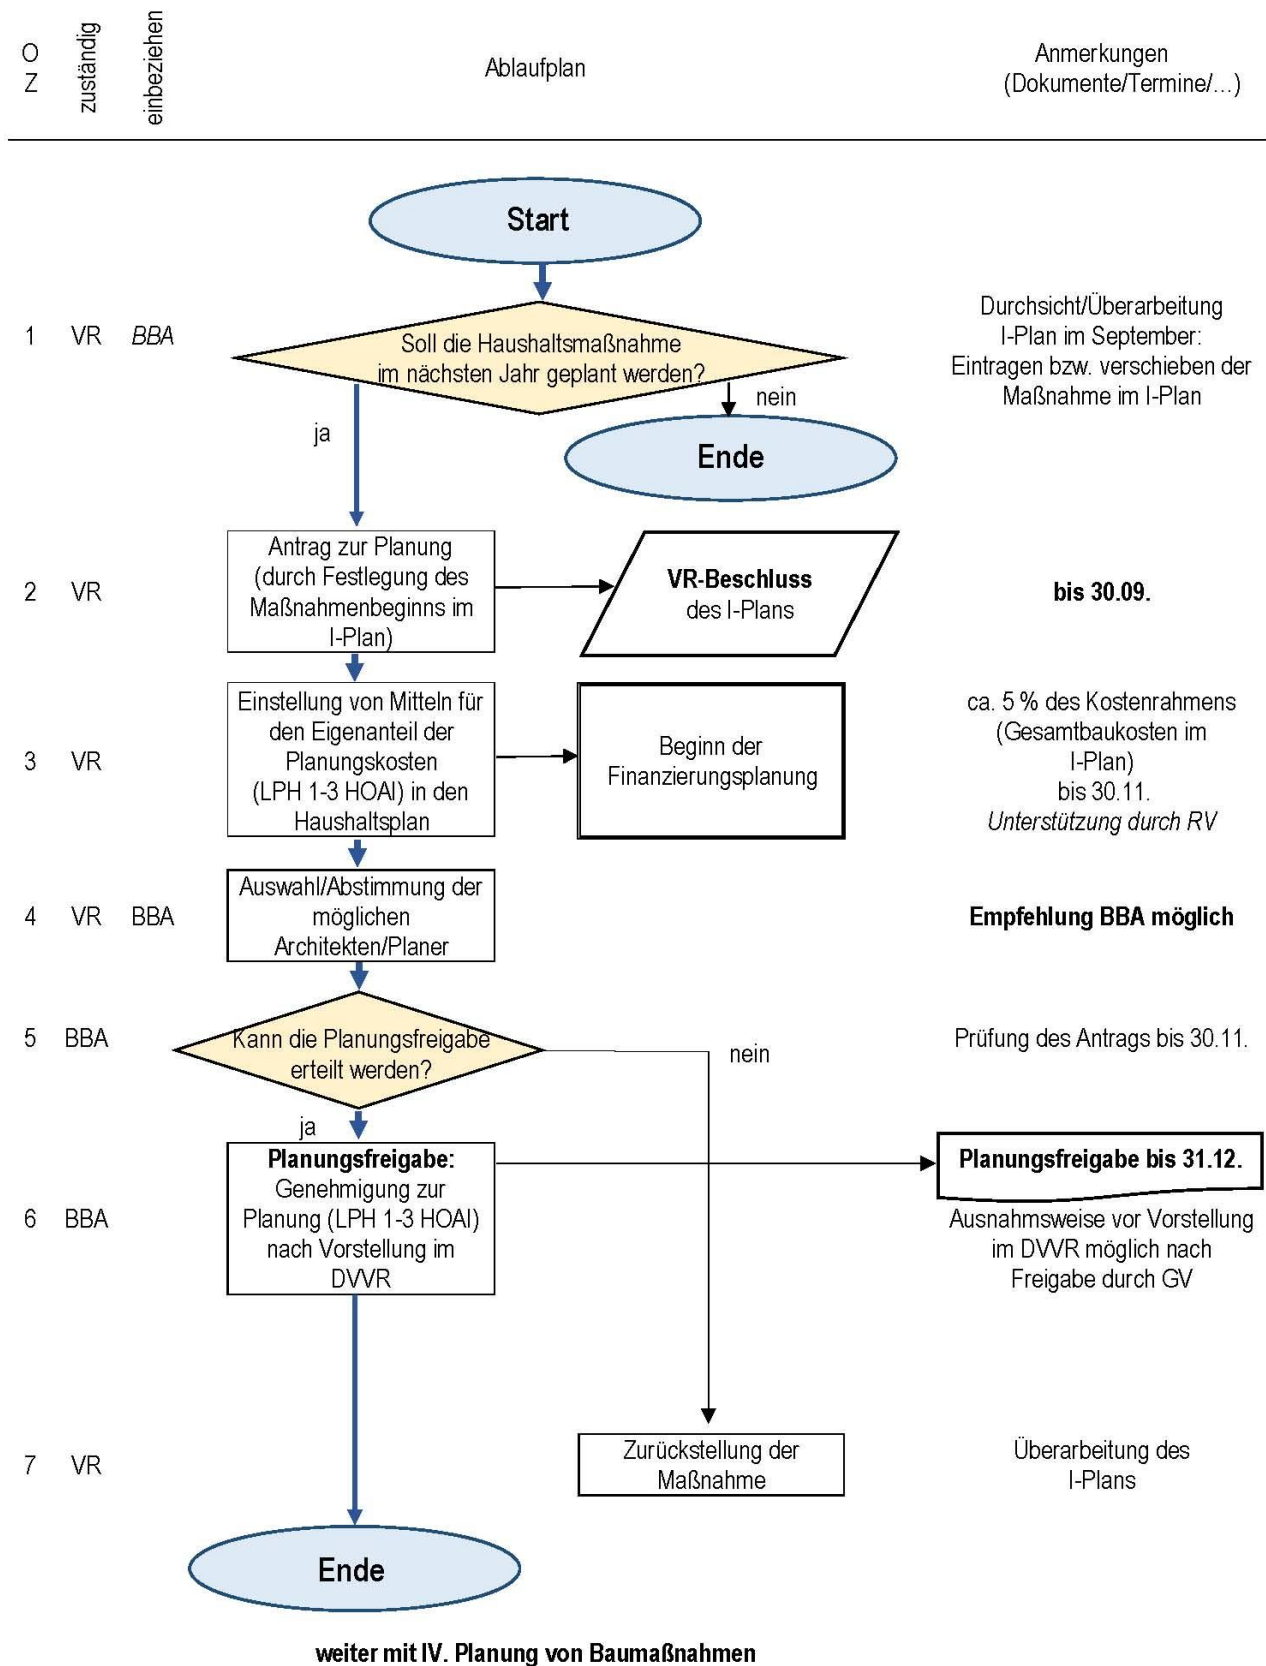 O
Z
zuständig
einbeziehen
Ablaufplan
Anmerkungen
(Dokumente/Termine/…)
Start
1 VR BBA
Soll die Haushaltsmaßnahme
im nächsten Jahr geplant werden?
Durchsicht/Überarbeitung
I-Plan im September:
Eintragen bzw. verschieben der
Maßnahme im I-Plan
nein
ja
Ende
2 VR
Antrag zur Planung
(durch Festlegung des
Maßnahmenbeginns im
I-Plan)
VR-Beschluss
des I-Plans
bis 30.09.
3 VR
Einstellung von Mitteln für
den Eigenanteil der
Planungskosten
(LPH 1-3 HOAI) in den
Haushaltsplan
Beginn der
Finanzierungsplanung
ca. 5 % des Kostenrahmens
(Gesamtbaukosten im
I-Plan)
bis 30.11.
Unterstützung durch RV
4 VR BBA
Auswahl/Abstimmung der
möglichen
Architekten/Planer
Empfehlung BBA möglich
5 BBA
Kann die Planungsfreigabe
erteilt werden?
nein
Prüfung des Antrags bis 30.11.
ja
6 BBA
Planungsfreigabe:
Genehmigung zur
Planung (LPH 1-3 HOAI)
nach Vorstellung im
DVVR
Planungsfreigabe bis 31.12.
Ausnahmsweise vor Vorstellung
im DVVR möglich nach
Freigabe durch GV
7 VR
Zurückstellung der
Maßnahme
Überarbeitung des
I-Plans
Ende
weiter mit IV. Planung von Baumaßnahmen